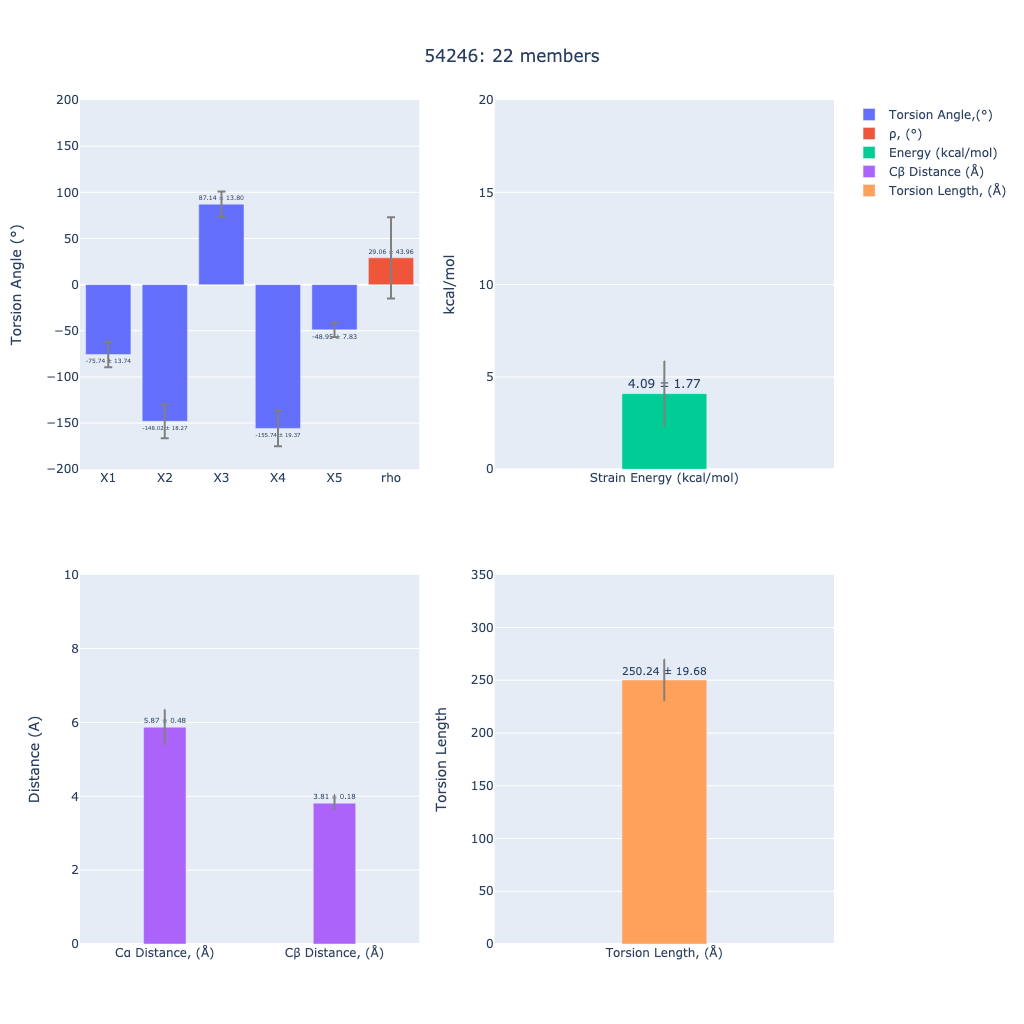 54246: 22 members
Torsion Angle (°)
200
150
100
50
0
−50
−100
−150
−200
-75.74 ± 13.74
-148.02 ± 18.27
87.14 ± 13.80
-155.74 ± 19.37
-48.95 ± 7.83
29.06 ± 43.96
X1 X2 X3 X4 X5 rho
kcal/mol
20
15
10
5
0
4.09 ± 1.77
Strain Energy (kcal/mol)
Torsion Angle,(°)
ρ, (°)
Energy (kcal/mol)
Cβ Distance (Å)
Torsion Length, (Å)
Distance (A)
10
8
6
4
2
0
5.87 ± 0.48
3.81 ± 0.18
Cα Distance, (Å) Cβ Distance, (Å)
Torsion Length
350
300
250
200
150
100
50
0
250.24 ± 19.68
Torsion Length, (Å)